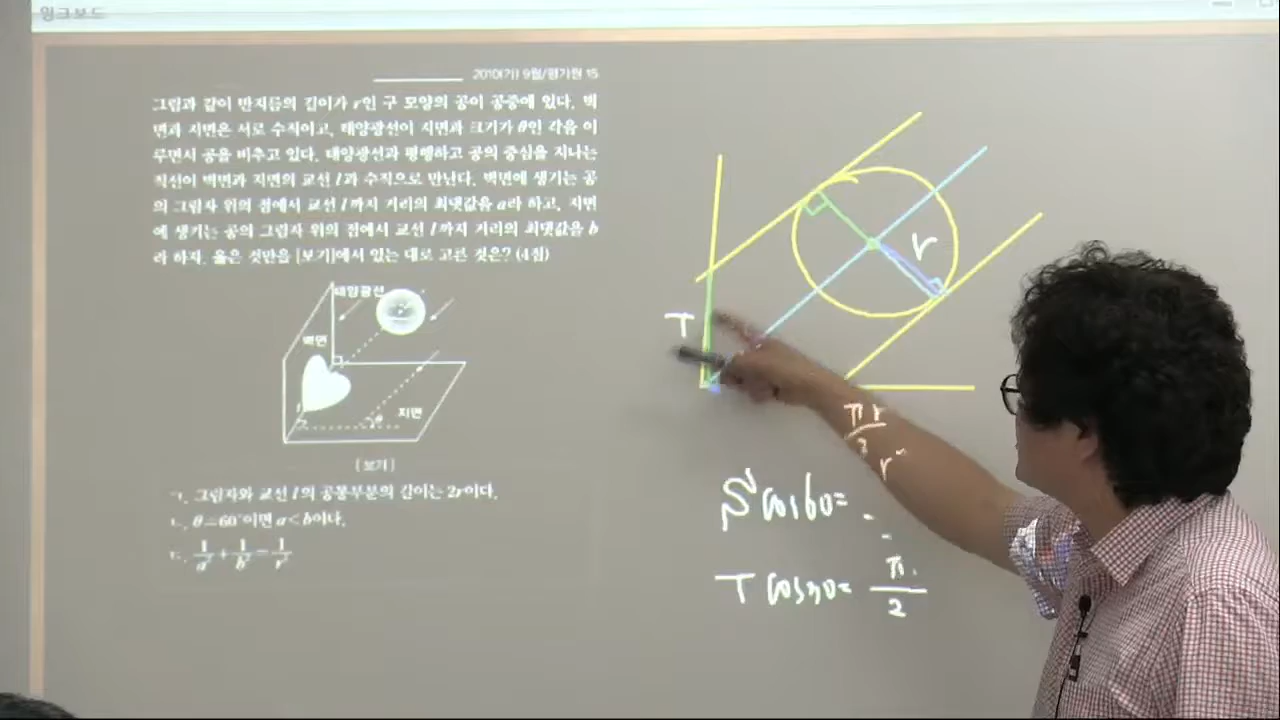 윙크보드
2010(가) 9월/평가원 15
그림과 같이 반지름의 길이가 r인 구 모양의 공이 공중에 있다. 벽
면과 지면은 서로 수직이고, 태양광선이 지면과 크기가 θ인 각을 이
루면서 공을 비추고 있다. 태양광선과 평행하고 공의 중심을 지나는
직선이 벽면과 지면의 교선 l과 수직으로 만난다. 벽면에 생기는 공
의 그림자 위의 점에서 교선 l까지 거리의 최댓값을 a라 하고, 지면
에 생기는 공의 그림자 위의 점에서 교선 l까지 거리의 최댓값을 b
라 하자. 옳은 것만을 [보기]에서 있는 대로 고른 것은? (4점)
태양광선
벽면
지면
θ
[보기]
ㄱ. 그림자와 교선 l의 공통부분의 길이는 2r이다.
ㄴ. θ=60°이면 a<b이다.
ㄷ. 1/a² + 1/b² = 1/r²
r
T
S cos60=
T cos30= π/2